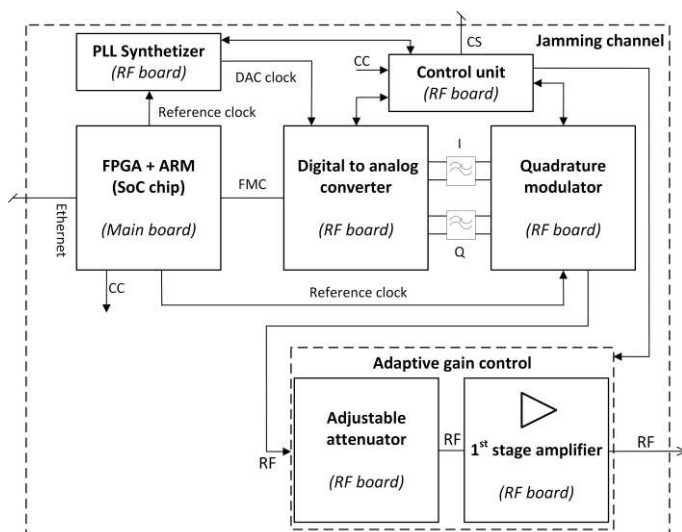 Jamming channel
CS
PLL Synthetizer
(RF board)
CC
Control unit
(RF board)
DAC clock
Reference clock
FPGA + ARM
(SoC chip)
(Main board)
Ethernet
FMC
Digital to analog
converter
(RF board)
I
Q
Quadrature
modulator
(RF board)
CC
Reference clock
Adaptive gain control
RF
Adjustable
attenuator
(RF board)
RF
1st stage amplifier
(RF board)
RF